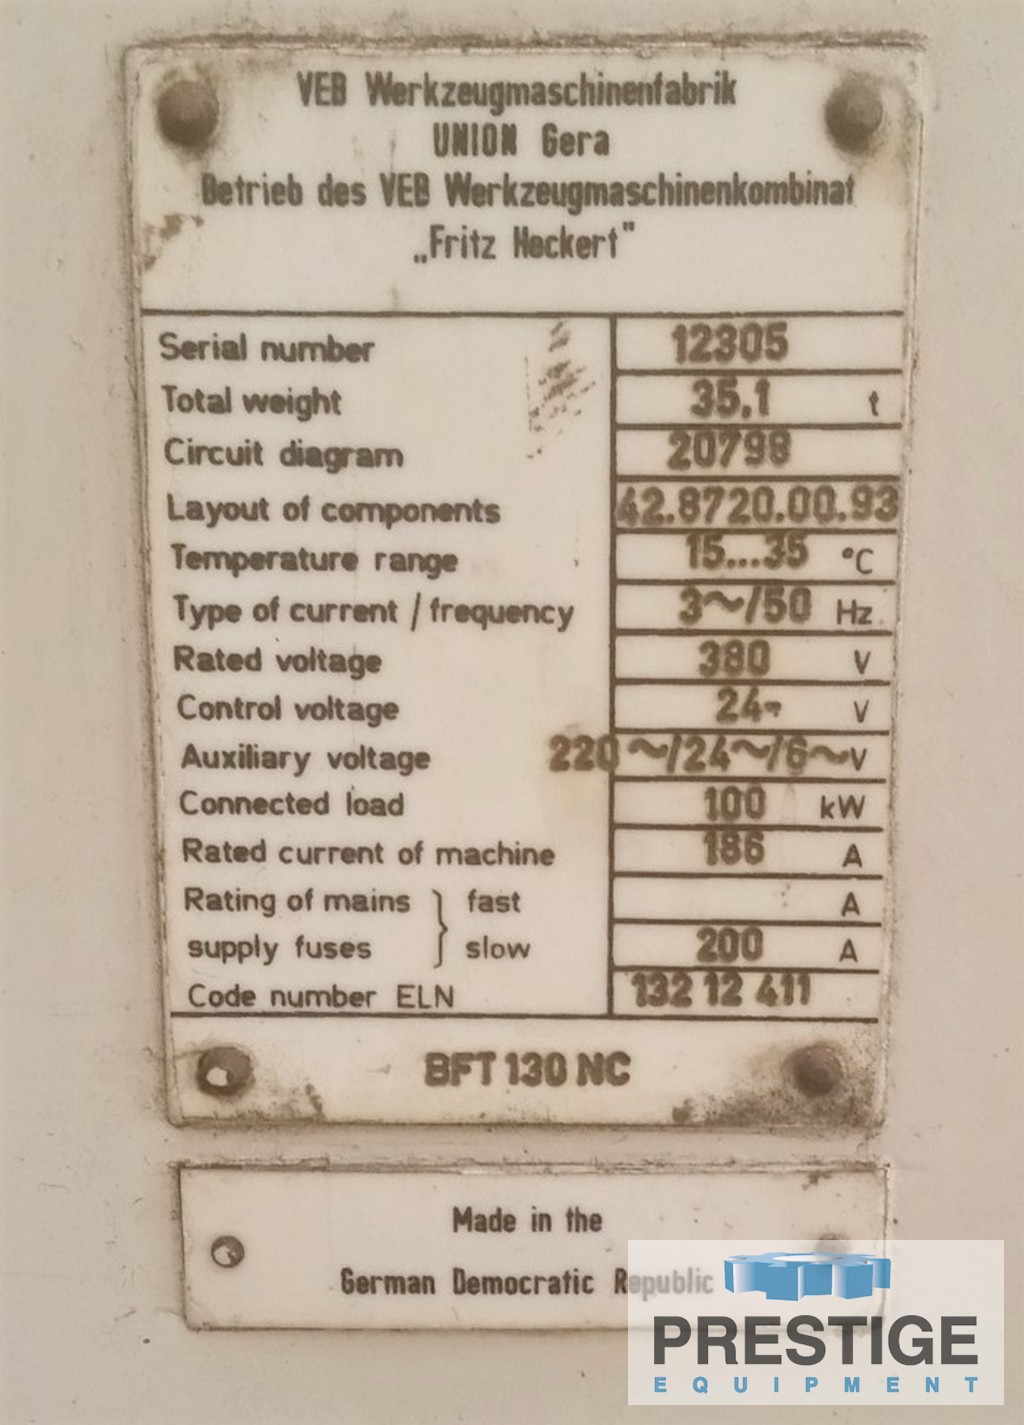 VEB Werkzeugmaschinenfabrik
UNION Gera
Betrieb des VEB Werkzeugmaschinenkombinat
„Fritz Heckert"
Serial number 12305
Total weight 35,1 t
Circuit diagram 20798
Layout of components 42.8720.00.93
Temperature range 15...35 °C
Type of current / frequency 3~/50 Hz
Rated voltage 380 V
Control voltage 24- V
Auxiliary voltage 220~/24~/6~V
Connected load 100 kW
Rated current of machine 186 A
Rating of mains } fast A
supply fuses } slow 200 A
Code number ELN 132 12 411
BFT 130 NC
Made in the
German Democratic Republic
PRESTIGE
EQUIPMENT